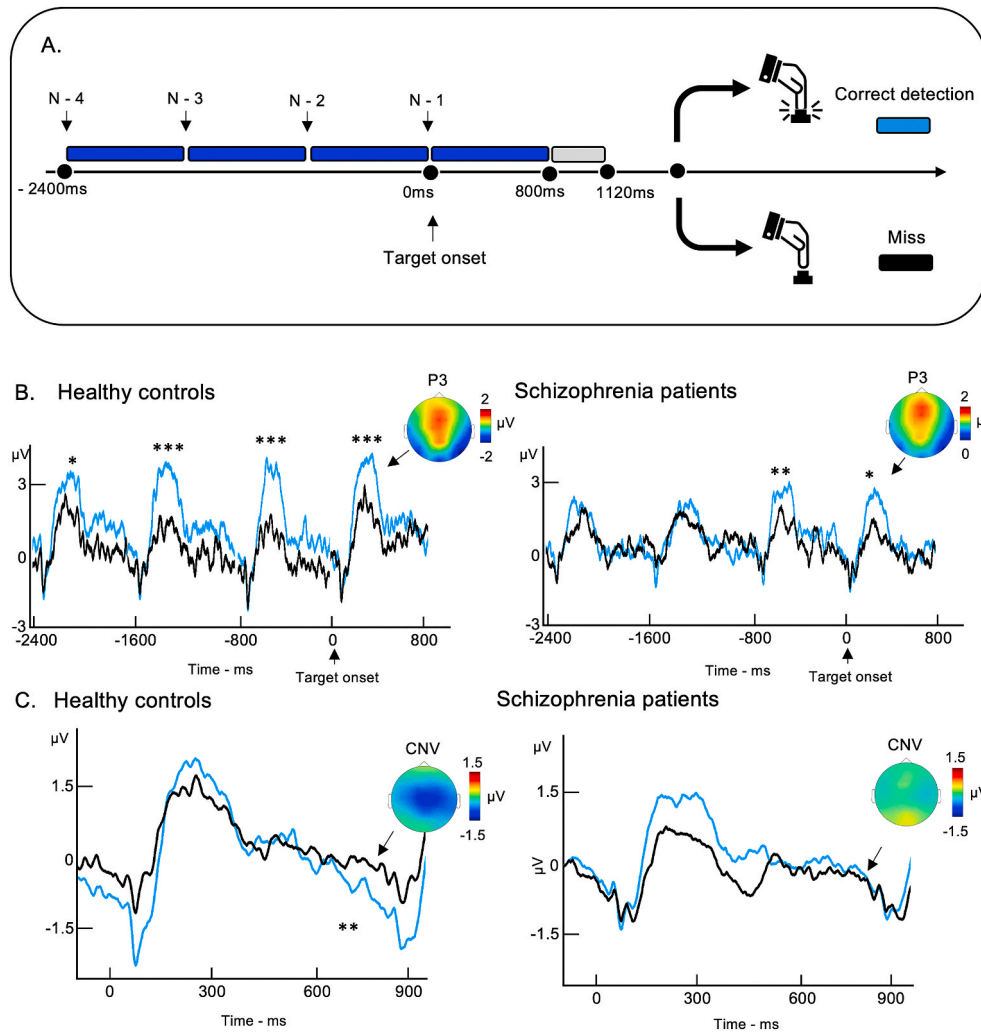 A.
N - 4
N - 3
N - 2
N - 1
Correct detection
- 2400ms
0ms
800ms
1120ms
Target onset
Miss
B. Healthy controls
P3
2
µV
-2
Schizophrenia patients
P3
2
0
µV
3
0
-3
* *** *** ***
-2400 -1600 -800 0 800
Time - ms
Target onset
µV
3
0
-3
** *
-2400 -1600 -800 0 800
Time - ms
Target onset
C. Healthy controls
Schizophrenia patients
µV
1.5
0
-1.5
CNV
1.5
µV
-1.5
**
0 300 600 900
Time - ms
µV
1.5
0
µV
-1.5
CNV
1.5
-1.5
0 300 600 900
Time - ms